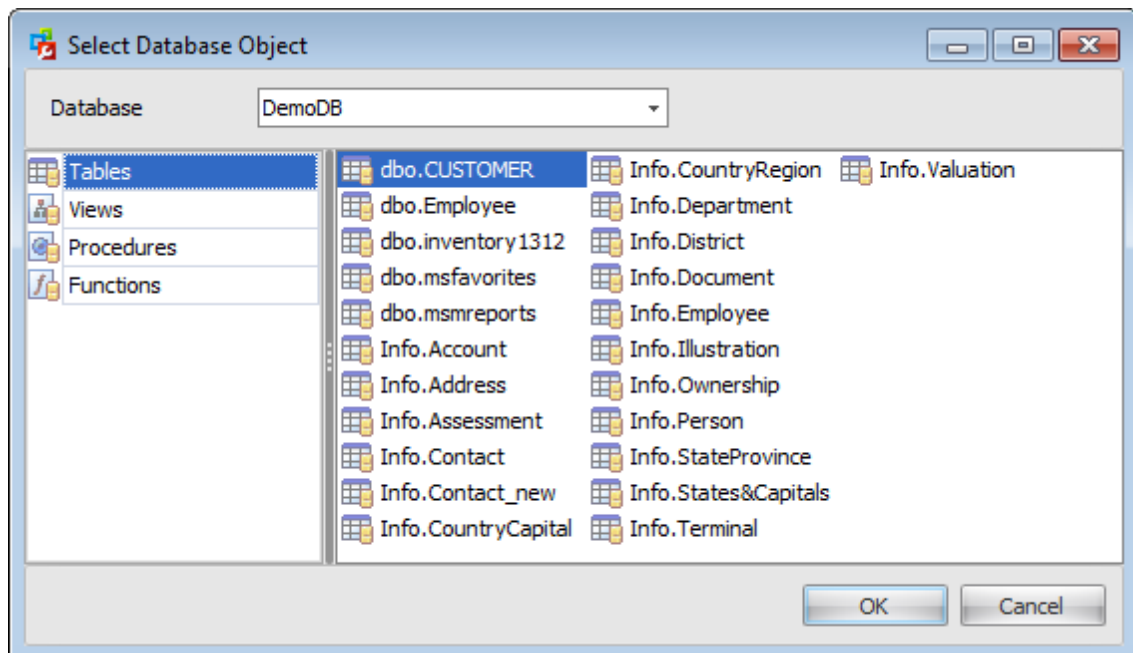 Select Database Object
Database DemoDB
Tables
Views
Procedures
Functions
dbo.CUSTOMER
dbo.Employee
dbo.inventory1312
dbo.msfavorites
dbo.msmreports
Info.Account
Info.Address
Info.Assessment
Info.Contact
Info.Contact_new
Info.CountryCapital
Info.CountryRegion
Info.Department
Info.District
Info.Document
Info.Employee
Info.Illustration
Info.Ownership
Info.Person
Info.StateProvince
Info.States&Capitals
Info.Terminal
Info.Valuation
OK Cancel